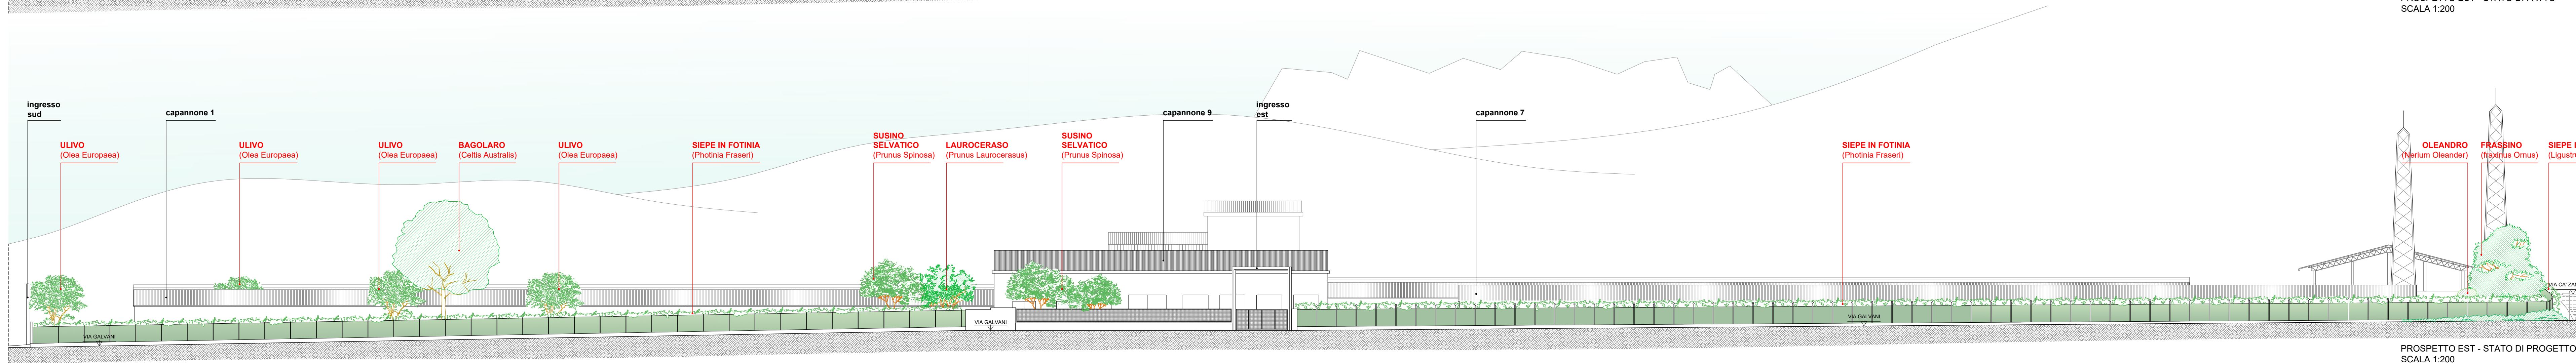 SCALA 1:200
ingresso
sud
capannone 1
capannone 9
ingresso
est
capannone 7
ULIVO
(Olea Europaea)
ULIVO
(Olea Europaea)
ULIVO
(Olea Europaea)
BAGOLARO
(Celtis Australis)
ULIVO
(Olea Europaea)
SIEPE IN FOTINIA
(Photinia Fraseri)
SUSINO
SELVATICO
(Prunus Spinosa)
LAUROCERASO
(Prunus Laurocerasus)
SUSINO
SELVATICO
(Prunus Spinosa)
SIEPE IN FOTINIA
(Photinia Fraseri)
OLEANDRO
(Nerium Oleander)
FRASSINO
(fraxinus Ornus)
SIEPE
VIA CA'
VIA GALVANI
VIA GALVANI
VIA GALVANI
PROSPETTO EST - STATO DI PROGETTO
SCALA 1:200